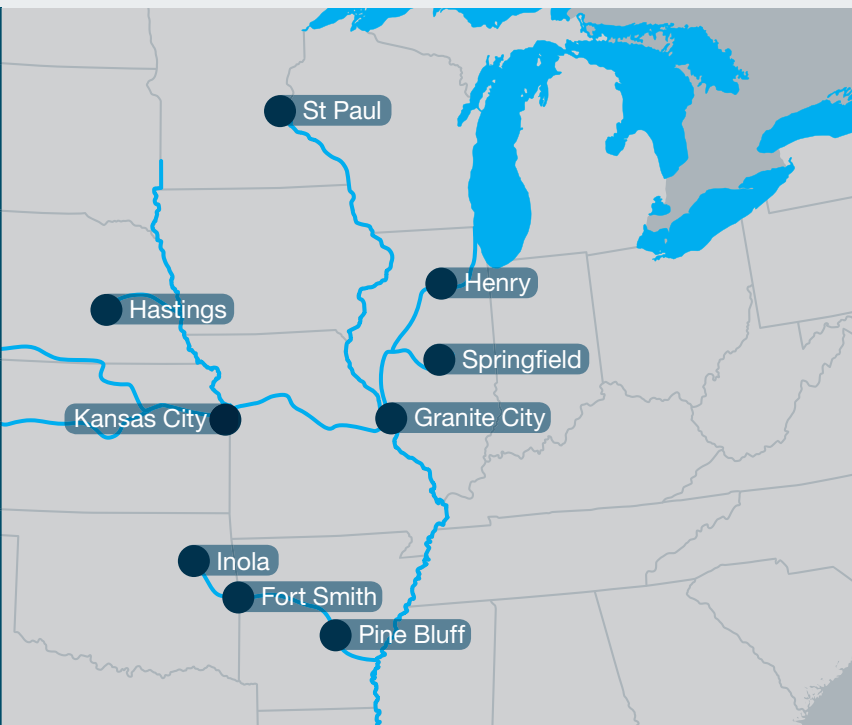 St Paul
Henry
Hastings
Springfield
Kansas City
Granite City
Inola
Fort Smith
Pine Bluff